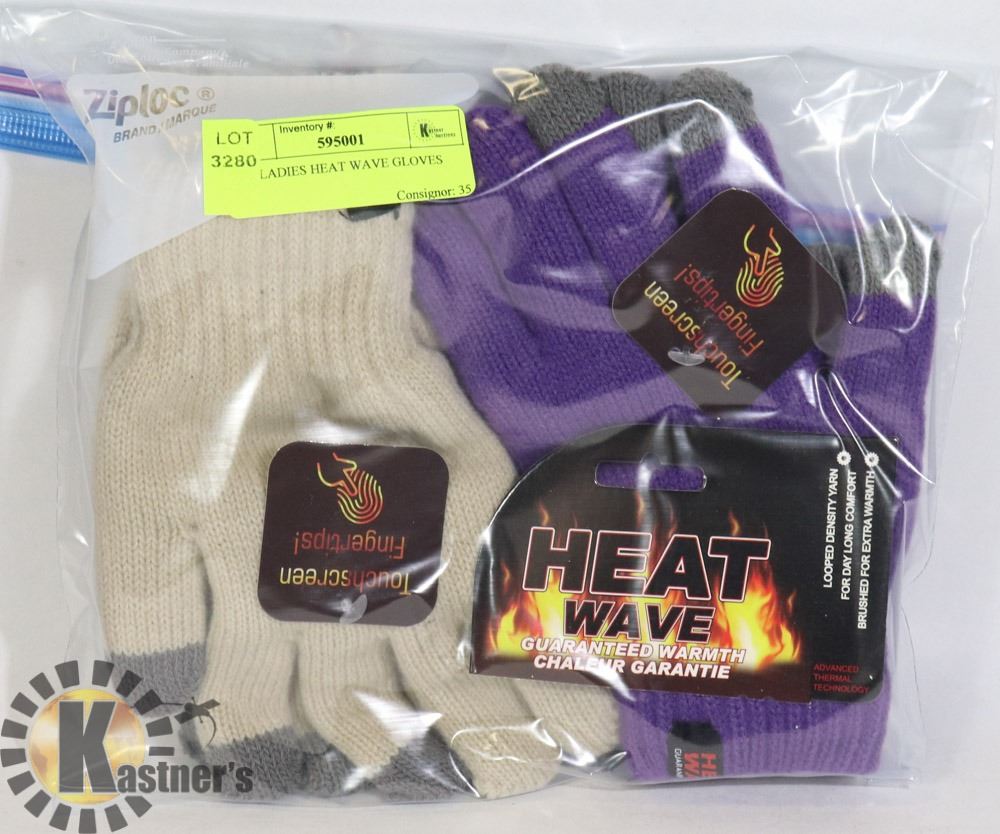 Ziploc ®
BRAND / MARQUE
LOT
3280
Inventory #:
595001
Kastner
Auctions
LADIES HEAT WAVE GLOVES
Consignor: 35
Touchscreen
Fingertips!
Touchscreen
Fingertips!
HEAT
WAVE
GUARANTEED WARMTH
CHALEUR GARANTIE
LOOPED DENSITY YARN
FOR DAY LONG COMFORT
BRUSHED FOR EXTRA WARMTH
ADVANCED
THERMAL
TECHNOLOGY
Kastner's